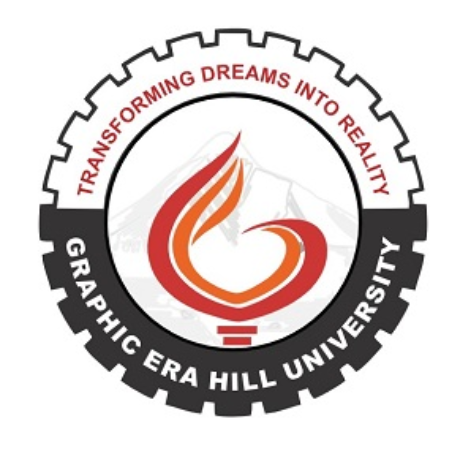 TRANSFORMING DREAMS INTO REALITY
GRAPHIC ERA HILL UNIVERSITY